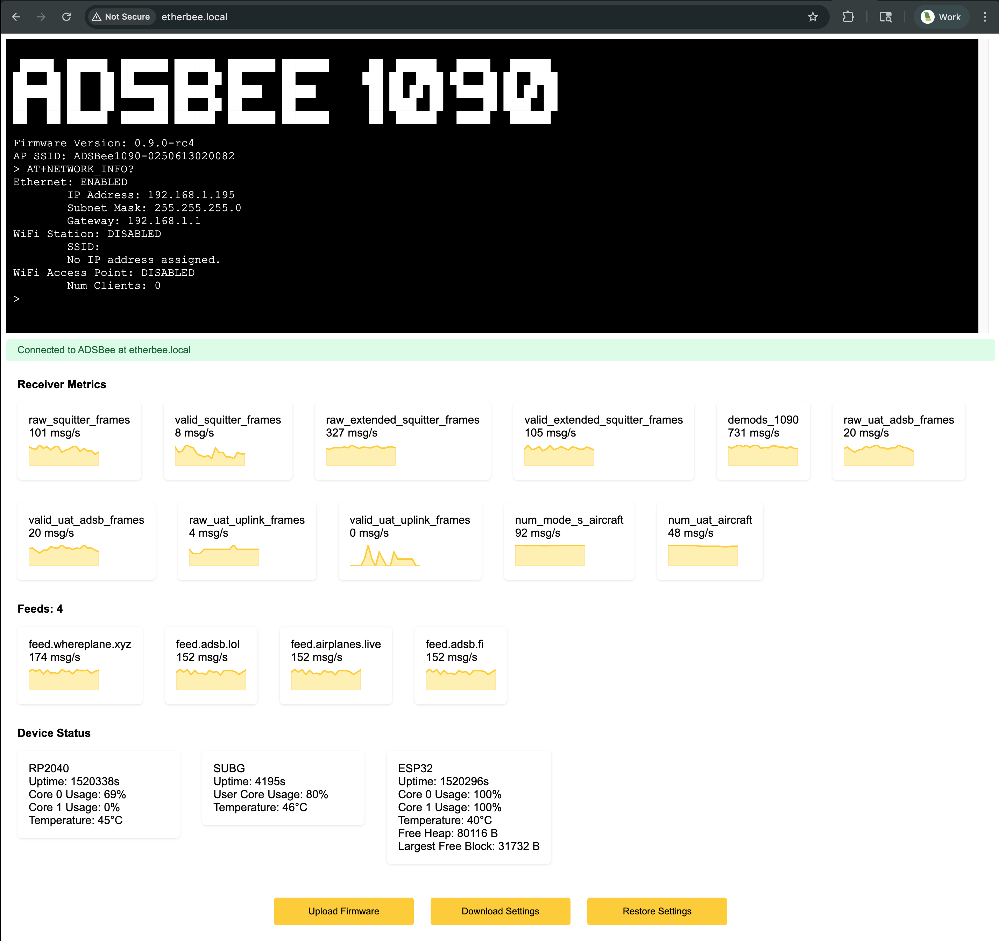 Not Secure etherbee.local Work
ADSBEE 1090
Firmware Version: 0.9.0-rc4
AP SSID: ADSBee1090-0250613020082
> AT+NETWORK_INFO?
Ethernet: ENABLED
IP Address: 192.168.1.195
Subnet Mask: 255.255.255.0
Gateway: 192.168.1.1
WiFi Station: DISABLED
SSID:
No IP address assigned.
WiFi Access Point: DISABLED
Num Clients: 0
>
Connected to ADSBee at etherbee.local
Receiver Metrics
raw_squitter_frames
101 msg/s
valid_squitter_frames
8 msg/s
raw_extended_squitter_frames
327 msg/s
valid_extended_squitter_frames
105 msg/s
demods_1090
731 msg/s
raw_uat_adsb_frames
20 msg/s
valid_uat_adsb_frames
20 msg/s
raw_uat_uplink_frames
4 msg/s
valid_uat_uplink_frames
0 msg/s
num_mode_s_aircraft
92 msg/s
num_uat_aircraft
48 msg/s
Feeds: 4
feed.whereplane.xyz
174 msg/s
feed.adsb.lol
152 msg/s
feed.airplanes.live
152 msg/s
feed.adsb.fi
152 msg/s
Device Status
RP2040
Uptime: 1520338s
Core 0 Usage: 69%
Core 1 Usage: 0%
Temperature: 45°C
SUBG
Uptime: 4195s
User Core Usage: 80%
Temperature: 46°C
ESP32
Uptime: 1520296s
Core 0 Usage: 100%
Core 1 Usage: 100%
Temperature: 40°C
Free Heap: 80116 B
Largest Free Block: 31732 B
Upload Firmware
Download Settings
Restore Settings